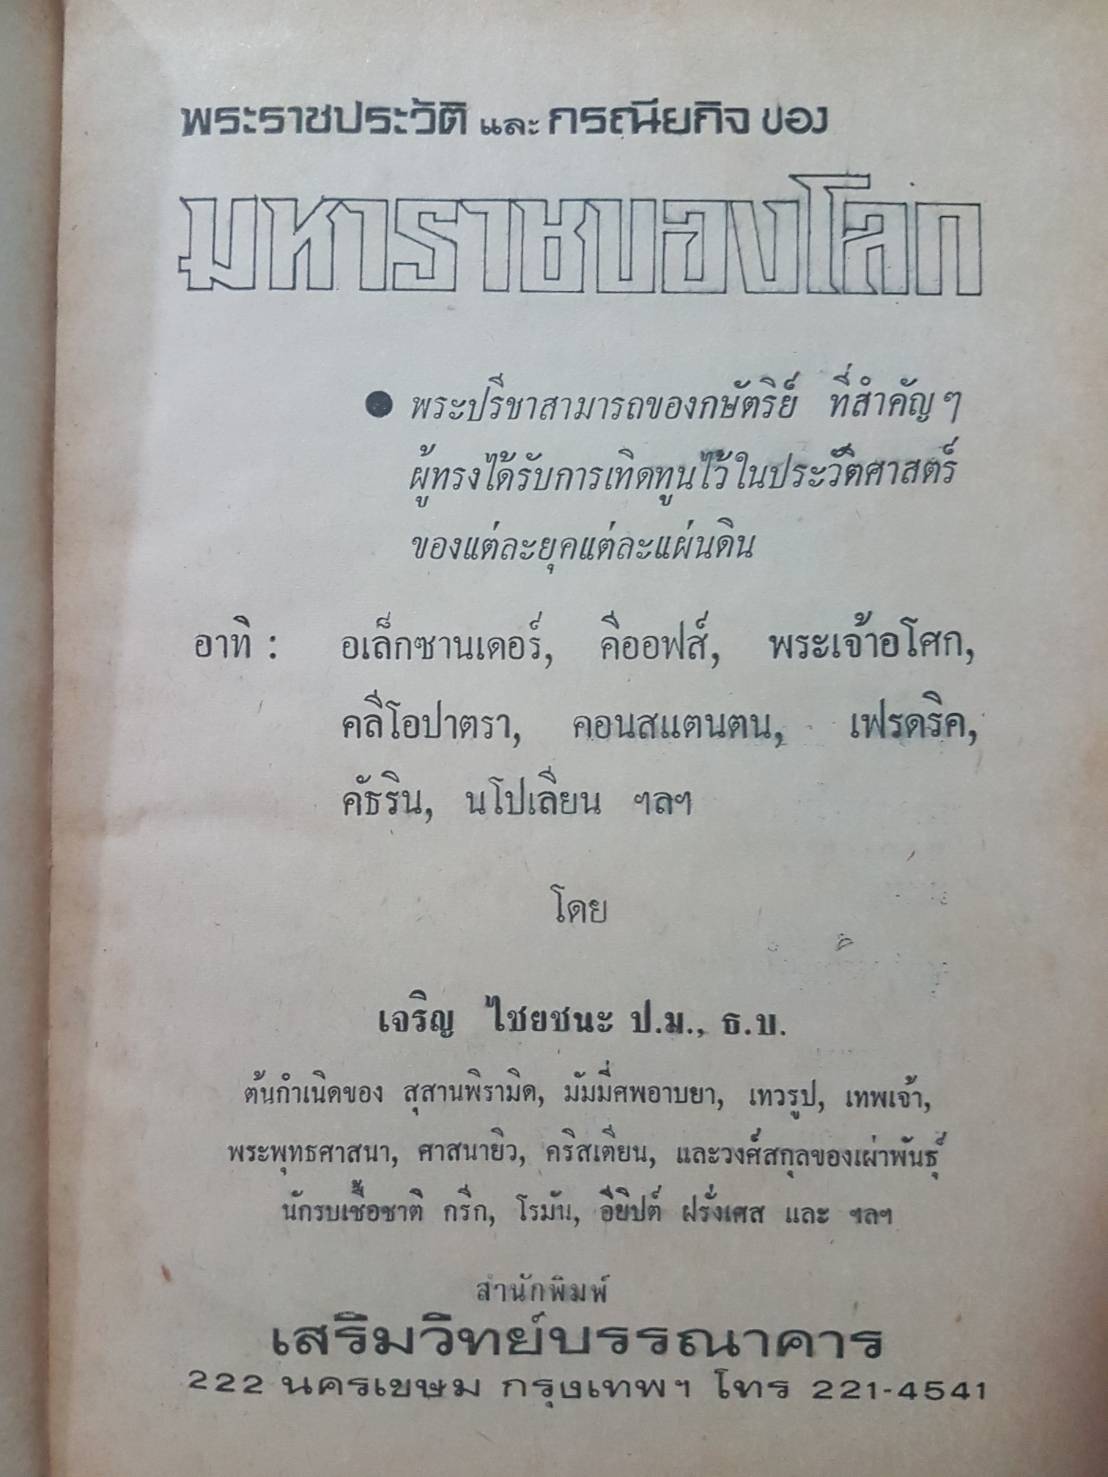 พระราชประวัติ และ กรณียกิจ ของ
มหาราชของโลก
● พระปรีชาสามารถของกษัตริย์ ที่สำคัญ ๆ
ผู้ทรงได้รับการเทิดทูนไว้ในประวัติศาสตร์
ของแต่ละยุคแต่ละแผ่นดิน
อาทิ : อเล็กซานเดอร์, คีออฟส์, พระเจ้าอโศก,
คลีโอปาตรา, คอนสแตนตน, เฟรดริค,
คัธริน, นโปเลียน ฯลฯ
โดย
เจริญ ไชยชนะ ป.ม., ธ.บ.
ต้นกำเนิดของ สุสานพิรามิด, มัมมี่ศพอาบยา, เทวรูป, เทพเจ้า,
พระพุทธศาสนา, ศาสนายิว, คริสเตียน, และวงศ์สกุลของเผ่าพันธุ์
นักรบเชื้อชาติ กรีก, โรมัน, อียิปต์ ฝรั่งเศส และ ฯลฯ
สำนักพิมพ์
เสริมวิทย์บรรณาคาร
222 นครเขษม กรุงเทพฯ โทร 221-4541